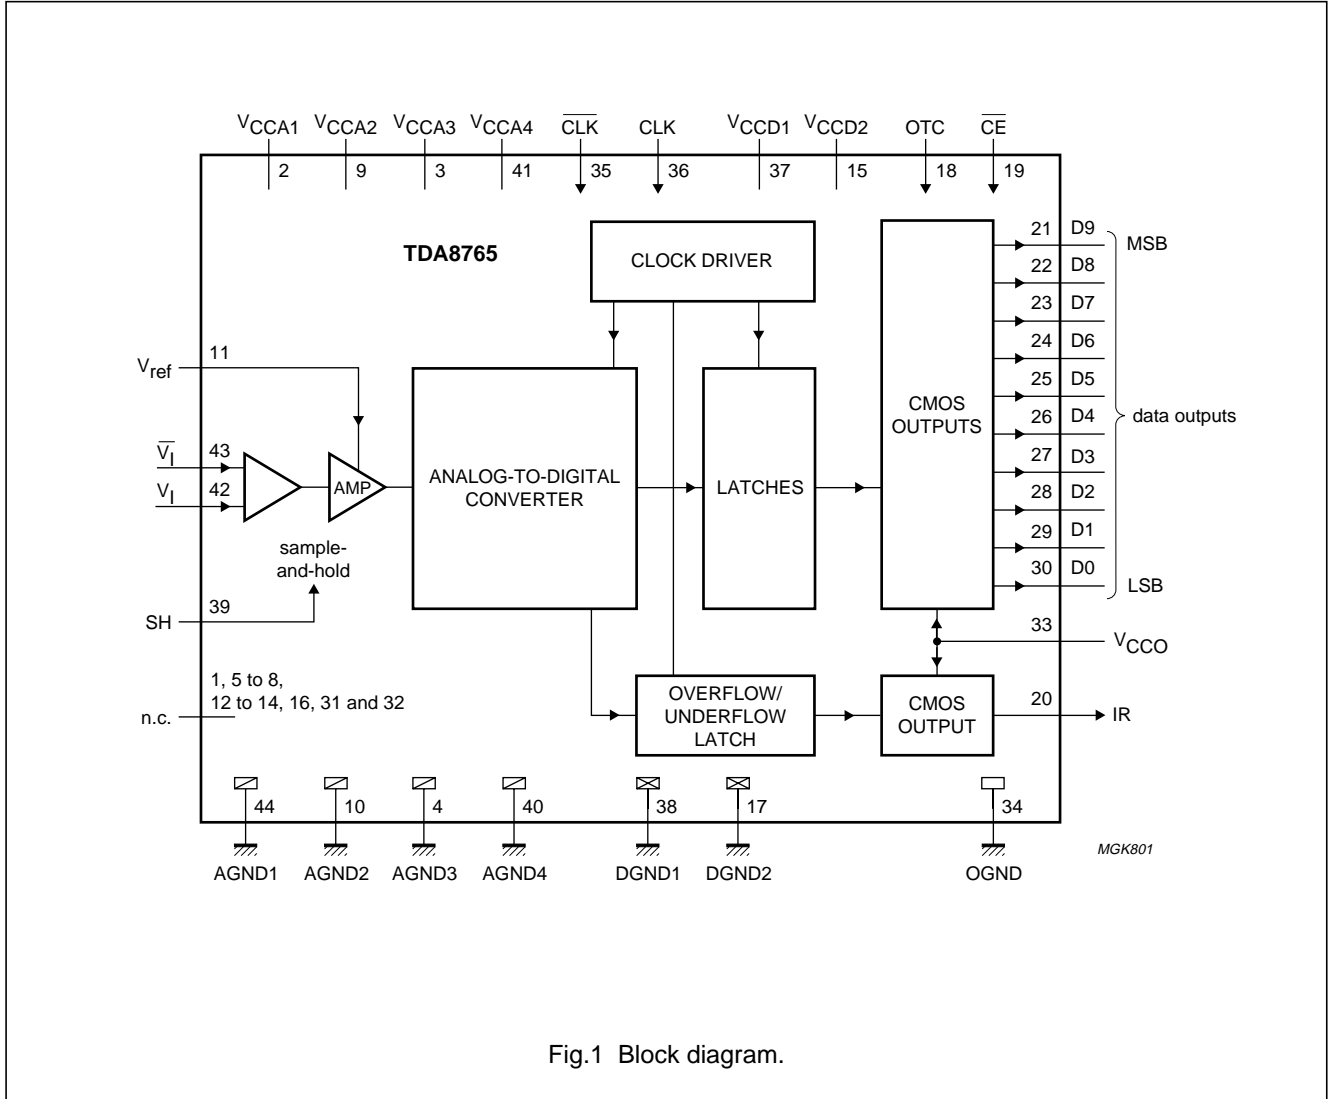 VCCA1 VCCA2 VCCA3 VCCA4 CLK CLK VCCD1 VCCD2 OTC CE
2 9 3 41 35 36 37 15 18 19
TDA8765
CLOCK DRIVER
21 D9 MSB
22 D8
23 D7
24 D6
25 D5
26 D4
27 D3
28 D2
29 D1
30 D0 LSB
data outputs
CMOS
OUTPUTS
Vref 11
VI 43
VI 42
AMP
ANALOG-TO-DIGITAL
CONVERTER
LATCHES
sample-
and-hold
SH 39
33 VCCO
1, 5 to 8,
12 to 14, 16, 31 and 32
n.c.
OVERFLOW/
UNDERFLOW
LATCH
CMOS
OUTPUT
20 IR
44 10 4 40 38 17 34
AGND1 AGND2 AGND3 AGND4 DGND1 DGND2 OGND
MGK801
Fig.1 Block diagram.